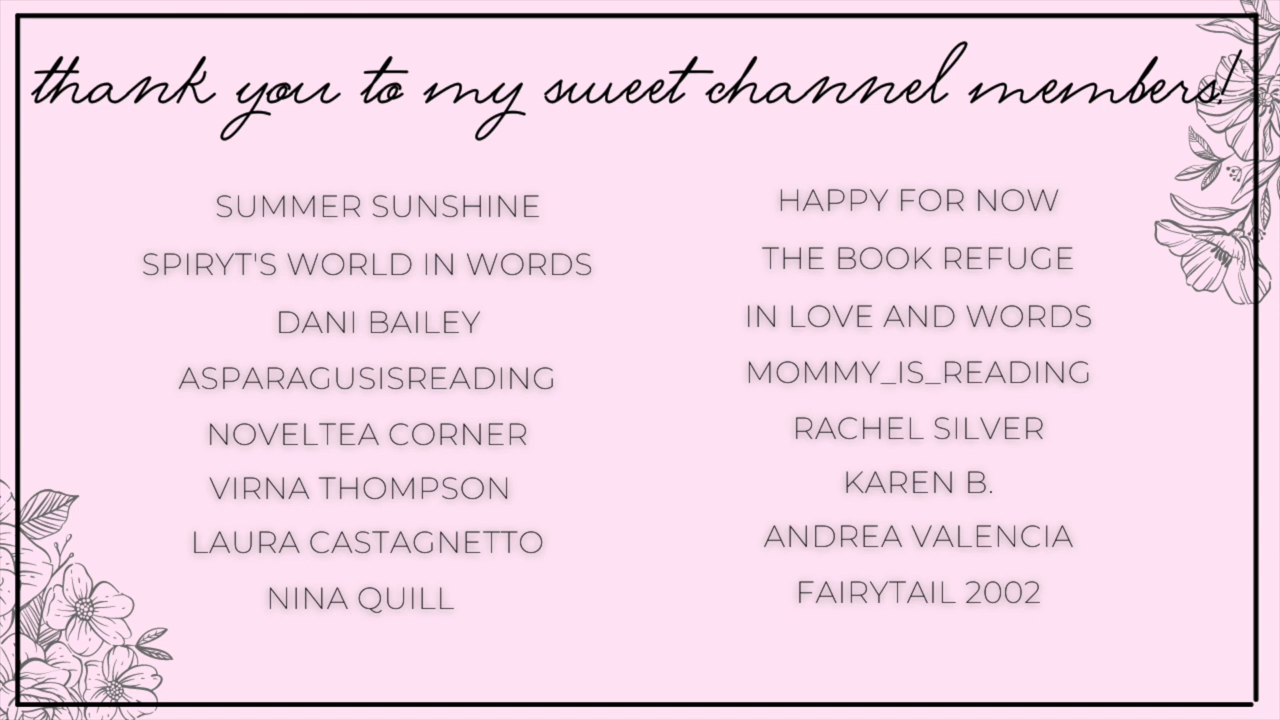 thank you to my sweet channel members!
SUMMER SUNSHINE
SPIRYT'S WORLD IN WORDS
DANI BAILEY
ASPARAGUSISREADING
NOVELTEA CORNER
VIRNA THOMPSON
LAURA CASTAGNETTO
NINA QUILL
HAPPY FOR NOW
THE BOOK REFUGE
IN LOVE AND WORDS
MOMMY_IS_READING
RACHEL SILVER
KAREN B.
ANDREA VALENCIA
FAIRYTAIL 2002